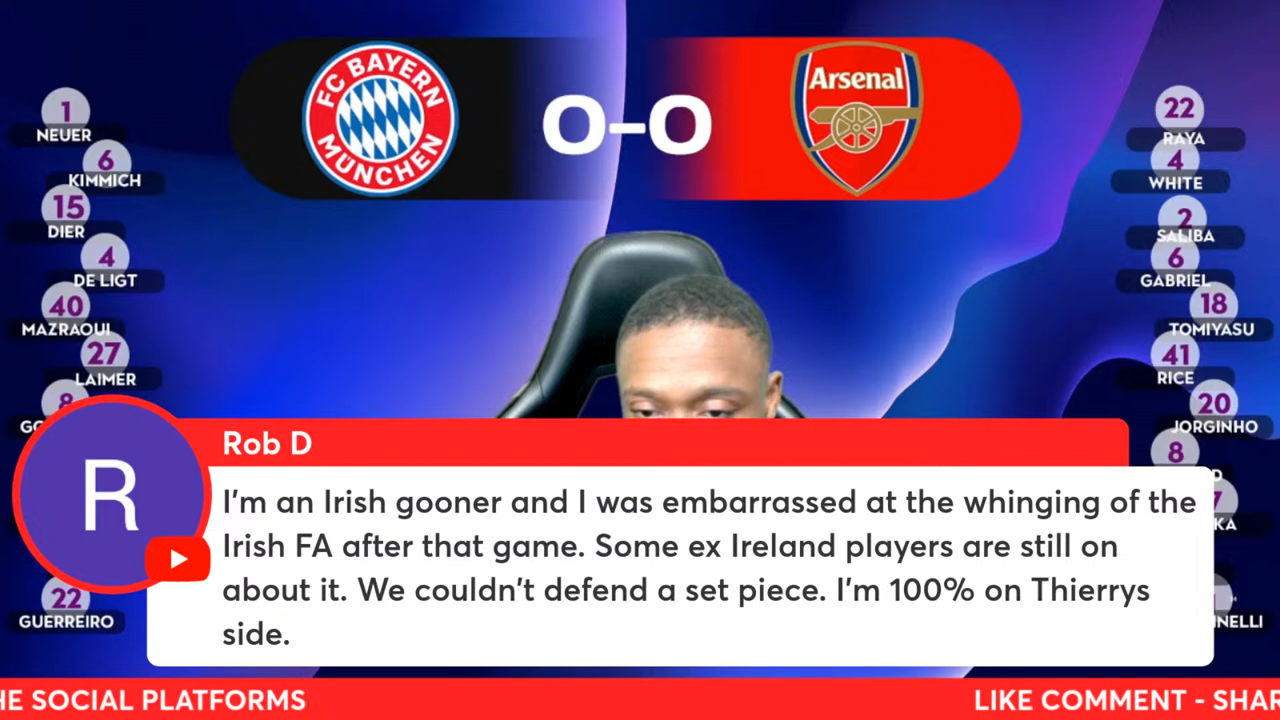 FC BAYERN
MÜNCHEN
0-0
Arsenal
1
NEUER
6
KIMMICH
15
DIER
4
DE LIGT
40
MAZRAOUI
27
LAIMER
8
22
GUERREIRO
22
RAYA
4
WHITE
2
SALIBA
6
GABRIEL
18
TOMIYASU
41
RICE
20
JORGINHO
8
R
Rob D
I'm an Irish gooner and I was embarrassed at the whinging of the
Irish FA after that game. Some ex Ireland players are still on
about it. We couldn't defend a set piece. I'm 100% on Thierrys
side.
HE SOCIAL PLATFORMS
LIKE COMMENT - SHAR